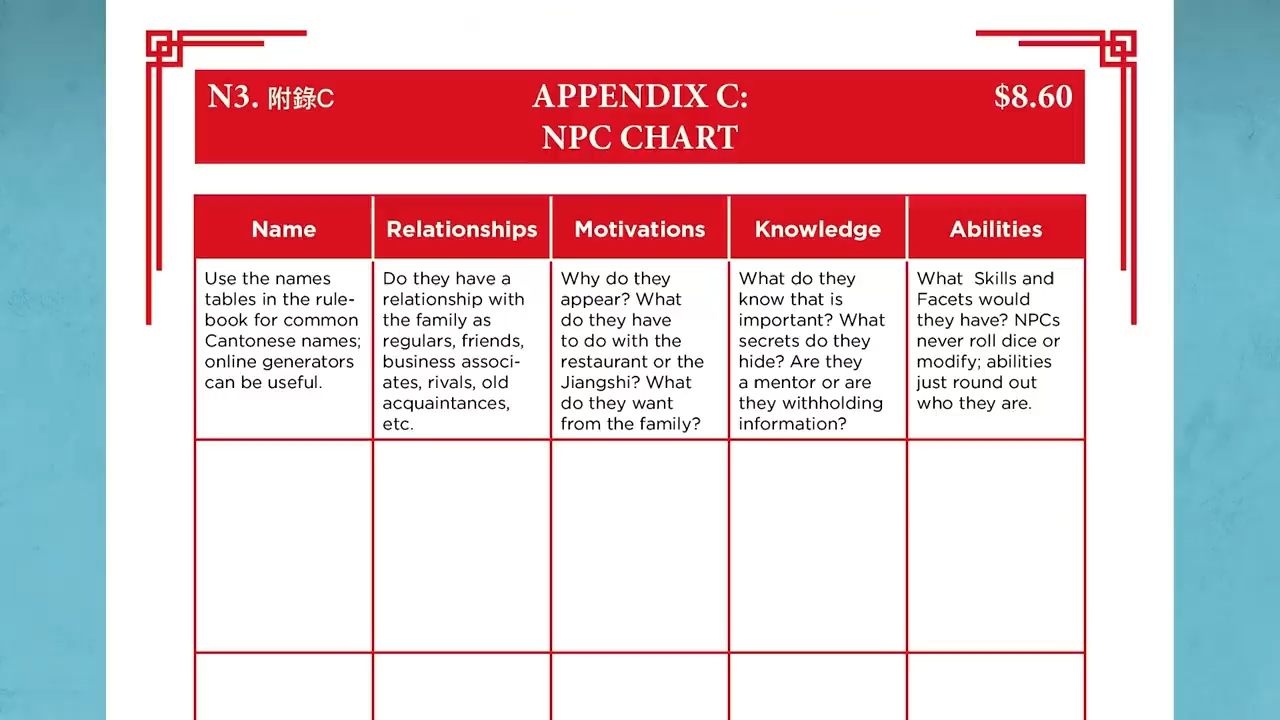 N3. 附錄C
APPENDIX C:
NPC CHART
$8.60
Name
Relationships
Motivations
Knowledge
Abilities
Use the names
tables in the rule-
book for common
Cantonese names;
online generators
can be useful.
Do they have a
relationship with
the family as
regulars, friends,
business associ-
ates, rivals, old
acquaintances,
etc.
Why do they
appear? What
do they have
to do with the
restaurant or the
Jiangshi? What
do they want
from the family?
What do they
know that is
important? What
secrets do they
hide? Are they
a mentor or are
they withholding
information?
What Skills and
Facets would
they have? NPCs
never roll dice or
modify; abilities
just round out
who they are.